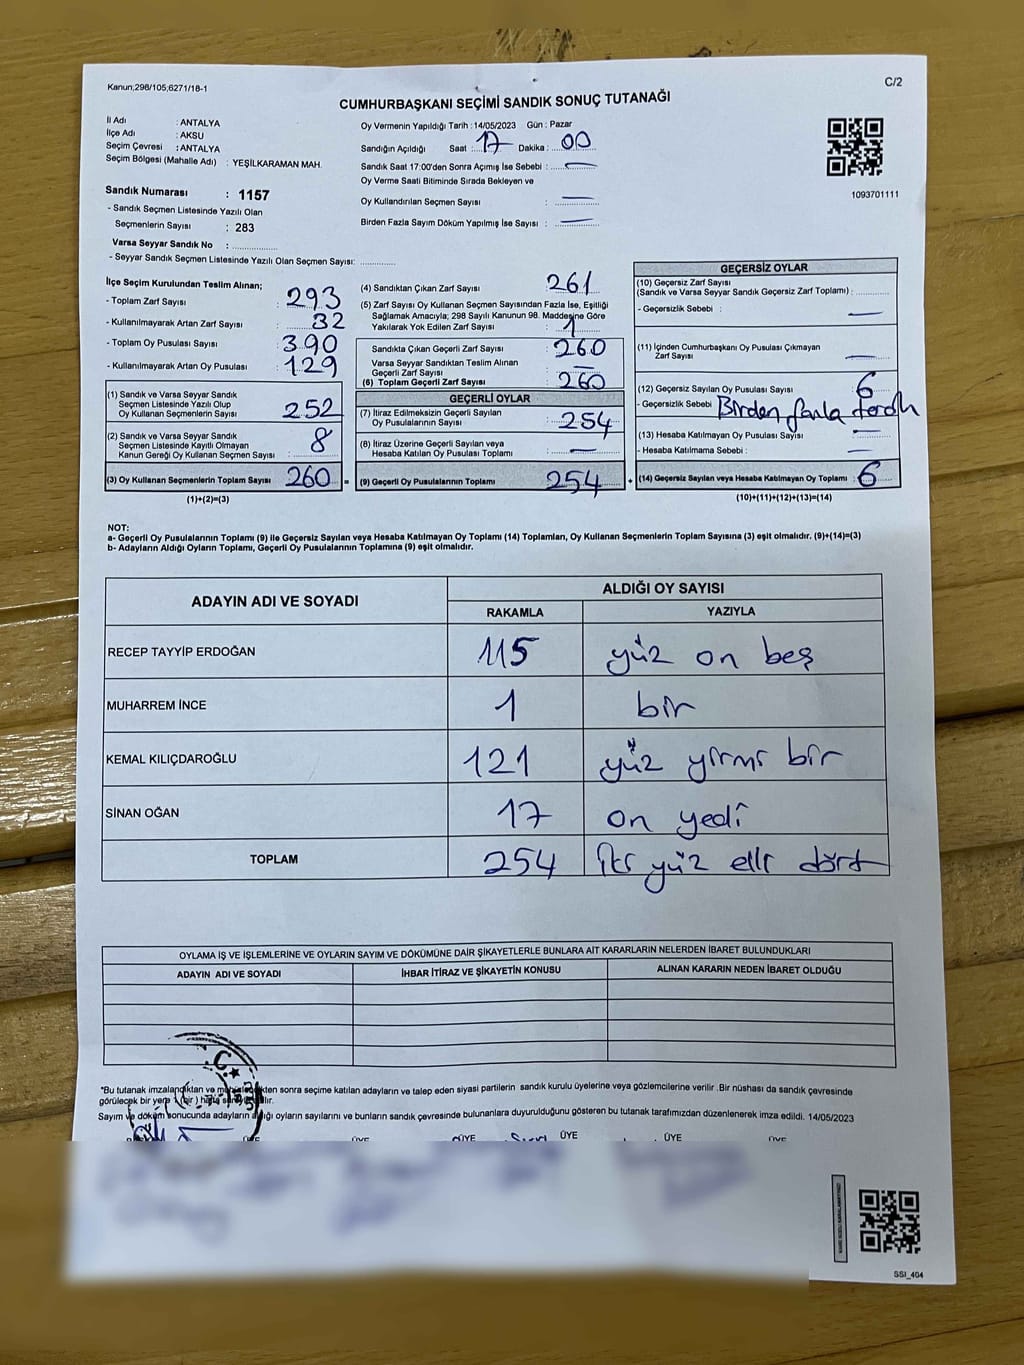 Kanun;298/105;6271/18-1
C/2
CUMHURBAŞKANI SEÇİMİ SANDIK SONUÇ TUTANAĞI
İl Adı : ANTALYA
İlçe Adı : AKSU
Seçim Çevresi : ANTALYA
Seçim Bölgesi (Mahalle Adı) : YEŞİLKARAMAN MAH.
Sandık Numarası : 1157
- Sandık Seçmen Listesinde Yazılı Olan
Seçmenlerin Sayısı : 283
Varsa Seyyar Sandık No : ..............
- Seyyar Sandık Seçmen Listesinde Yazılı Olan Seçmen Sayısı: ............
Oy Vermenin Yapıldığı Tarih : 14/05/2023 Gün : Pazar
Sandığın Açıldığı Saat : 17 Dakika : 00
Sandık Saat 17:00'den Sonra Açımış İse Sebebi : —
Oy Verme Saati Bitiminde Sırada Bekleyen ve
Oy Kullandırılan Seçmen Sayısı : —
Birden Fazla Sayım Döküm Yapılmış İse Sayısı : —
1093701111
İlçe Seçim Kurulundan Teslim Alınan;
- Toplam Zarf Sayısı : 293
- Kullanılmayarak Artan Zarf Sayısı : 32
- Toplam Oy Pusulası Sayısı : 390
- Kullanılmayarak Artan Oy Pusulası : 129
(1) Sandık ve Varsa Seyyar Sandık
Seçmen Listesinde Yazılı Olup
Oy Kullanan Seçmenlerin Sayısı : 252
(2) Sandık ve Varsa Seyyar Sandık
Seçmen Listesinde Kayıtlı Olmayan
Kanun Gereği Oy Kullanan Seçmen Sayısı : 8
(3) Oy Kullanan Seçmenlerin Toplam Sayısı : 260 =
(1)+(2)=(3)
(4) Sandıktan Çıkan Zarf Sayısı : 261
(5) Zarf Sayısı Oy Kullanan Seçmen Sayısından Fazla İse, Eşitliği
Sağlamak Amacıyla; 298 Sayılı Kanunun 98. Maddesine Göre
Yakılarak Yok Edilen Zarf Sayısı : 1
Sandıkta Çıkan Geçerli Zarf Sayısı : 260
Varsa Seyyar Sandıktan Teslim Alınan
Geçerli Zarf Sayısı : —
(6) Toplam Geçerli Zarf Sayısı : 260
GEÇERLİ OYLAR
(7) İtiraz Edilmeksizin Geçerli Sayılan
Oy Pusulalarının Sayısı : 254
(8) İtiraz Üzerine Geçerli Sayılan veya
Hesaba Katılan Oy Pusulası Toplamı : —
(9) Geçerli Oy Pusulalarının Toplamı : 254 +
GEÇERSİZ OYLAR
(10) Geçersiz Zarf Sayısı
(Sandık ve Varsa Seyyar Sandık Geçersiz Zarf Toplamı) : ............
- Geçersizlik Sebebi : —
(11) İçinden Cumhurbaşkanı Oy Pusulası Çıkmayan
Zarf Sayısı : —
(12) Geçersiz Sayılan Oy Pusulası Sayısı : 6
- Geçersizlik Sebebi Birden fazla tercih
(13) Hesaba Katılmayan Oy Pusulası Sayısı : —
- Hesaba Katılmama Sebebi : —
(14) Geçersiz Sayılan veya Hesaba Katılmayan Oy Toplamı : 6
(10)+(11)+(12)+(13)=(14)
NOT:
a- Geçerli Oy Pusulalarının Toplamı (9) ile Geçersiz Sayılan veya Hesaba Katılmayan Oy Toplamı (14) Toplamları, Oy Kullanan Seçmenlerin Toplam Sayısına (3) eşit olmalıdır. (9)+(14)=(3)
b- Adayların Aldığı Oyların Toplamı, Geçerli Oy Pusulalarının Toplamına (9) eşit olmalıdır.
ADAYIN ADI VE SOYADI ALDIĞI OY SAYISI
RAKAMLA YAZIYLA
RECEP TAYYİP ERDOĞAN 115 yüz on beş
MUHARREM İNCE 1 bir
KEMAL KILIÇDAROĞLU 121 yüz yirmi bir
SİNAN OĞAN 17 on yedi
TOPLAM 254 iki yüz elli dört
OYLAMA İŞ VE İŞLEMLERİNE VE OYLARIN SAYIM VE DÖKÜMÜNE DAİR ŞİKAYETLERLE BUNLARA AİT KARARLARIN NELERDEN İBARET BULUNDUKLARI
ADAYIN ADI VE SOYADI İHBAR İTİRAZ VE ŞİKAYETİN KONUSU ALINAN KARARIN NEDEN İBARET OLDUĞU
*Bu tutanak imzalandıktan ve mühürlendikten sonra seçime katılan adayların ve talep eden siyasi partilerin sandık kurulu üyelerine veya gözlemcilerine verilir .Bir nüshası da sandık çevresinde
görülecek bir yere (bir ) hafta süreyle asılır.
Sayım ve döküm sonucunda adayların aldığı oyların sayılarını ve bunların sandık çevresinde bulunanlara duyurulduğunu gösteren bu tutanak tarafımızdan düzenlenerek imza edildi. 14/05/2023
ÜYE ÜYE ÜYE ÜYE ÜYE ÜYE
SSI_404